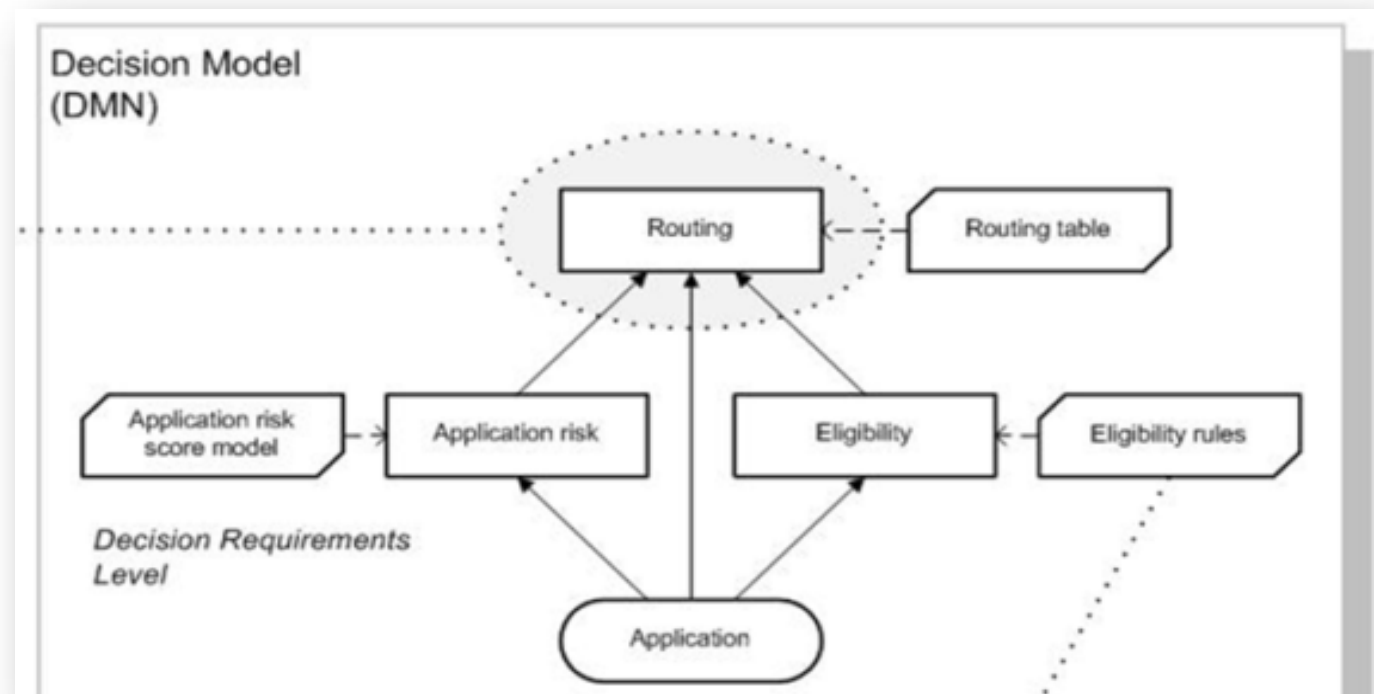 Decision Model
(DMN)
Routing
Routing table
Application risk
score model
Application risk
Eligibility
Eligibility rules
Decision Requirements
Level
Application